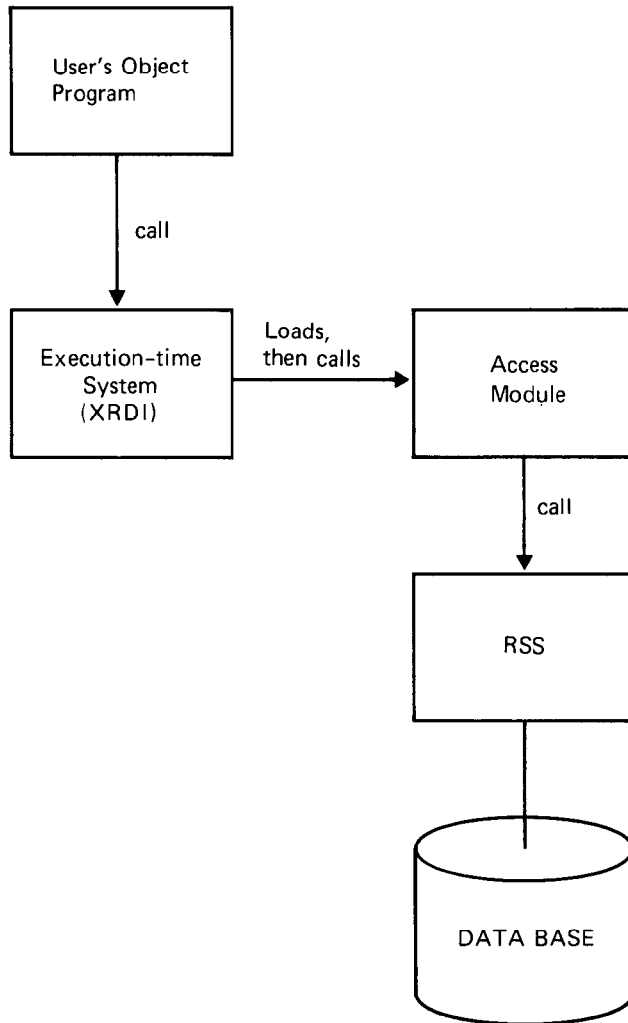 User's Object
Program
call
Execution-time
System
(XRDI)
Loads,
then calls
Access
Module
call
RSS
DATA BASE